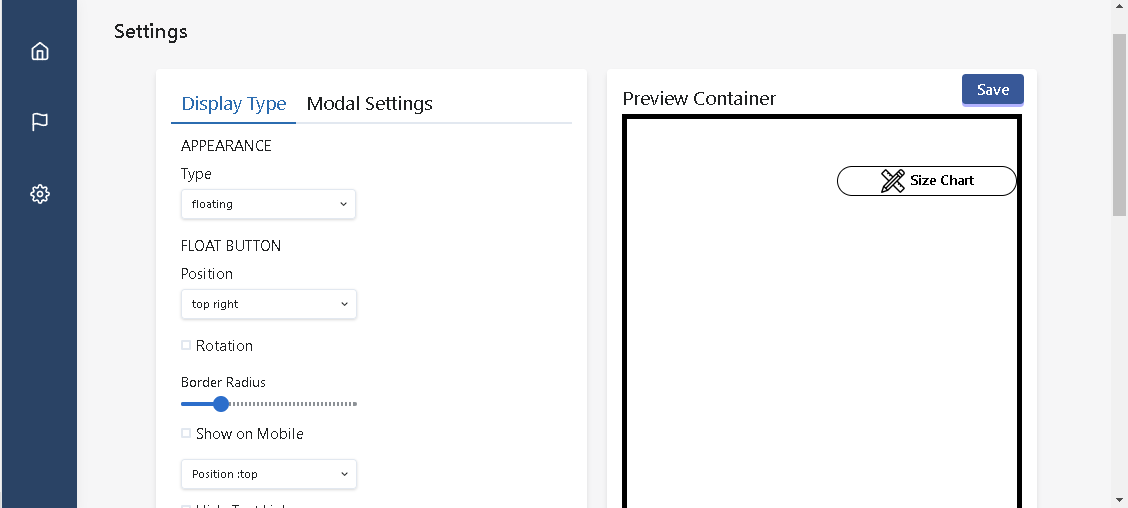 Settings
Display Type Modal Settings
APPEARANCE
Type
floating
FLOAT BUTTON
Position
top right
Rotation
Border Radius
Show on Mobile
Position :top
Preview Container
Save
Size Chart